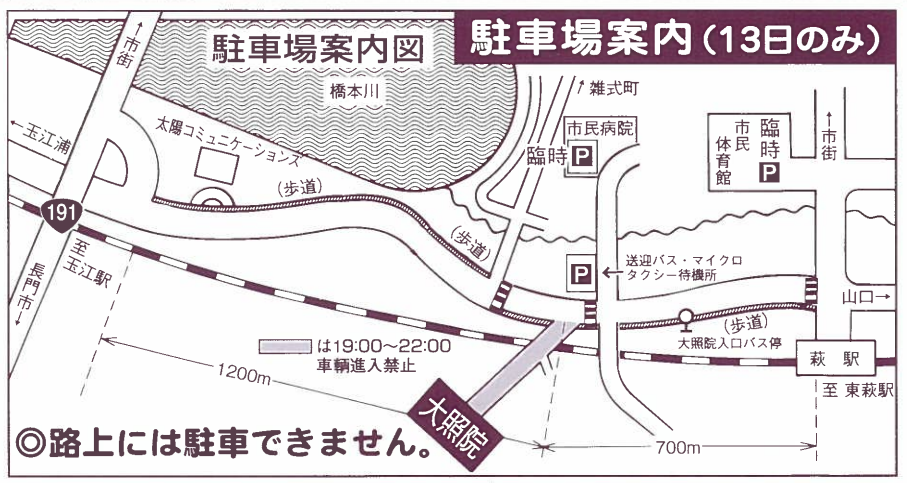 駐車場案内(13日のみ)
駐車場案内図
橋本川
↑市街
←玉江浦
太陽コミュニケーションズ
(歩道)
(歩道)
191
至玉江駅
長門市→
↑雑式町
市民病院
臨時 P
臨時 P
市民体育館
↑市街
P
←送迎バス・マイクロ
タクシー待機所
山口→
(歩道)
大照院入口バス停
萩駅
至 東萩駅
は19:00〜22:00
車輌進入禁止
1200m
大照院
700m
◎路上には駐車できません。